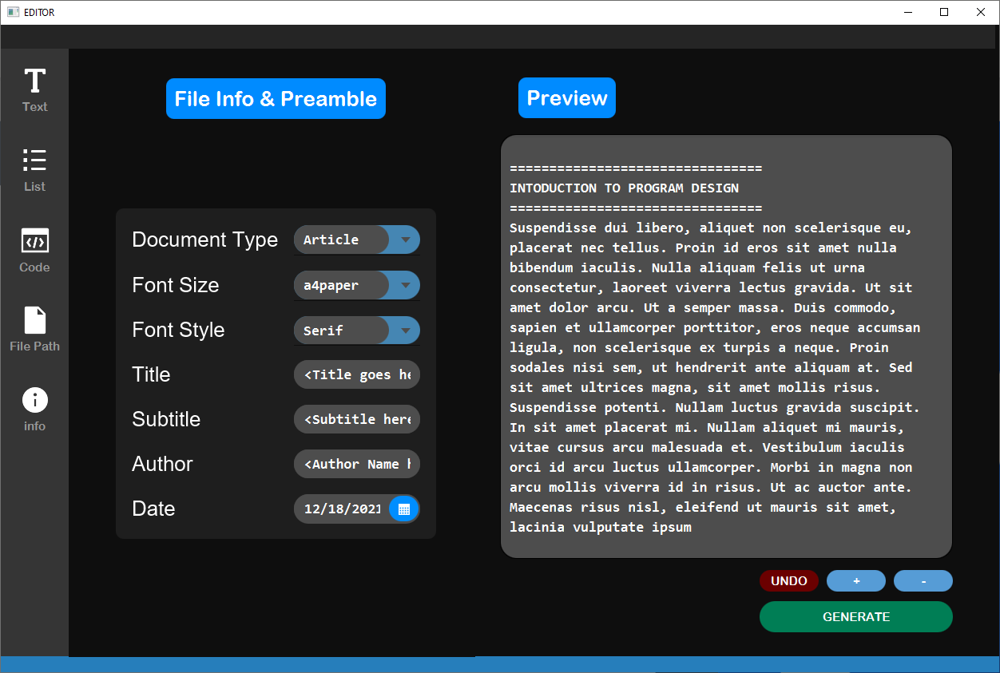 EDITOR
Text
List
Code
File Path
info
File Info & Preamble
Document Type
Article
Font Size
a4paper
Font Style
Serif
Title
<Title goes he
Subtitle
<Subtitle here
Author
<Author Name h
Date
12/18/2021
Preview
================================
INTODUCTION TO PROGRAM DESIGN
================================
Suspendisse dui libero, aliquet non scelerisque eu,
placerat nec tellus. Proin id eros sit amet nulla
bibendum iaculis. Nulla aliquam felis ut urna
consectetur, laoreet viverra lectus gravida. Ut sit
amet dolor arcu. Ut a semper massa. Duis commodo,
sapien et ullamcorper porttitor, eros neque accumsan
ligula, non scelerisque ex turpis a neque. Proin
sodales nisi sem, ut hendrerit ante aliquam at. Sed
sit amet ultrices magna, sit amet mollis risus.
Suspendisse potenti. Nullam luctus gravida suscipit.
In sit amet placerat mi. Nullam aliquet mi mauris,
vitae cursus arcu malesuada et. Vestibulum iaculis
orci id arcu luctus ullamcorper. Morbi in magna non
arcu mollis viverra id in risus. Ut ac auctor ante.
Maecenas risus nisl, eleifend ut mauris sit amet,
lacinia vulputate ipsum
UNDO
+
-
GENERATE